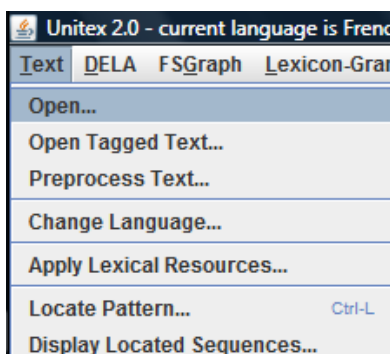 Unitex 2.0 - current language is Frenc
Text DELA FSGraph Lexicon-Gra
Open...
Open Tagged Text...
Preprocess Text...
Change Language...
Apply Lexical Resources...
Locate Pattern... Ctrl-L
Display Located Sequences...